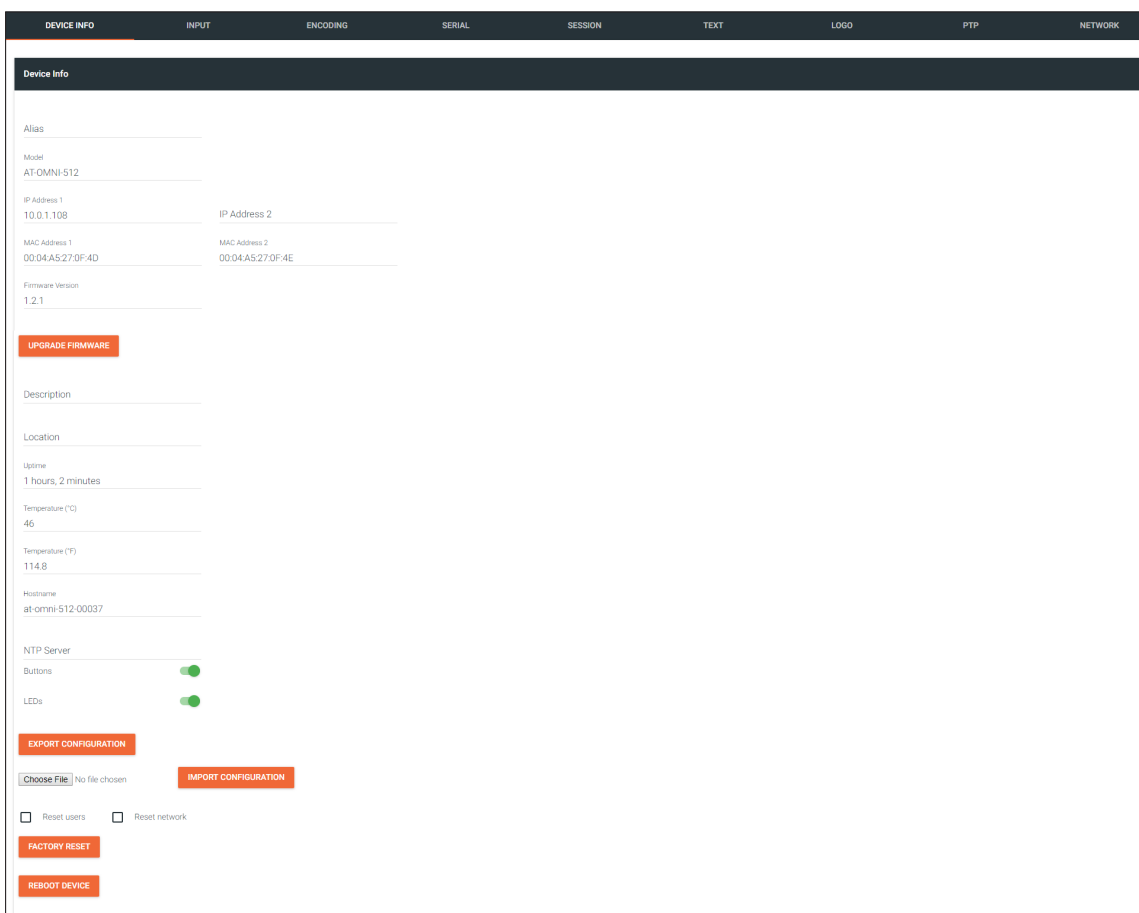 DEVICE INFO INPUT ENCODING SERIAL SESSION TEXT LOGO PTP NETWORK
Device Info
Alias
Model
AT-OMNI-512
IP Address 1
10.0.1.108 IP Address 2
MAC Address 1 MAC Address 2
00:04:A5:27:0F:4D 00:04:A5:27:0F:4E
Firmware Version
1.2.1
UPGRADE FIRMWARE
Description
Location
Uptime
1 hours, 2 minutes
Temperature (°C)
46
Temperature (°F)
114.8
Hostname
at-omni-512-00037
NTP Server
Buttons
LEDs
EXPORT CONFIGURATION
Choose File No file chosen IMPORT CONFIGURATION
Reset users Reset network
FACTORY RESET
REBOOT DEVICE